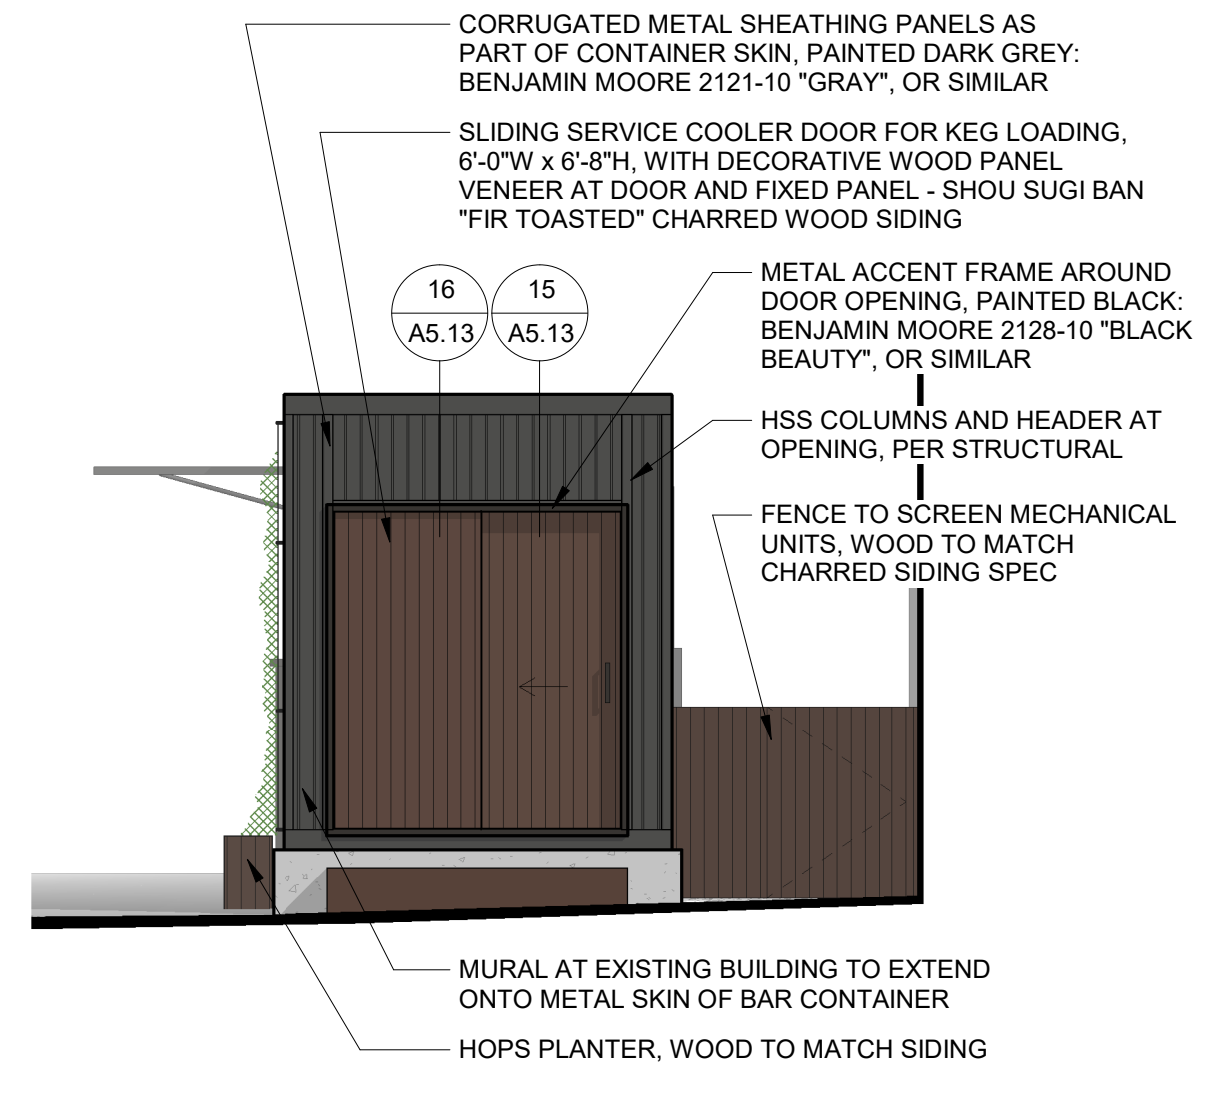 CORRUGATED METAL SHEATHING PANELS AS
PART OF CONTAINER SKIN, PAINTED DARK GREY:
BENJAMIN MOORE 2121-10 "GRAY", OR SIMILAR
SLIDING SERVICE COOLER DOOR FOR KEG LOADING,
6'-0"W x 6'-8"H, WITH DECORATIVE WOOD PANEL
VENEER AT DOOR AND FIXED PANEL - SHOU SUGI BAN
"FIR TOASTED" CHARRED WOOD SIDING
16
A5.13
15
A5.13
METAL ACCENT FRAME AROUND
DOOR OPENING, PAINTED BLACK:
BENJAMIN MOORE 2128-10 "BLACK
BEAUTY", OR SIMILAR
HSS COLUMNS AND HEADER AT
OPENING, PER STRUCTURAL
FENCE TO SCREEN MECHANICAL
UNITS, WOOD TO MATCH
CHARRED SIDING SPEC
MURAL AT EXISTING BUILDING TO EXTEND
ONTO METAL SKIN OF BAR CONTAINER
HOPS PLANTER, WOOD TO MATCH SIDING